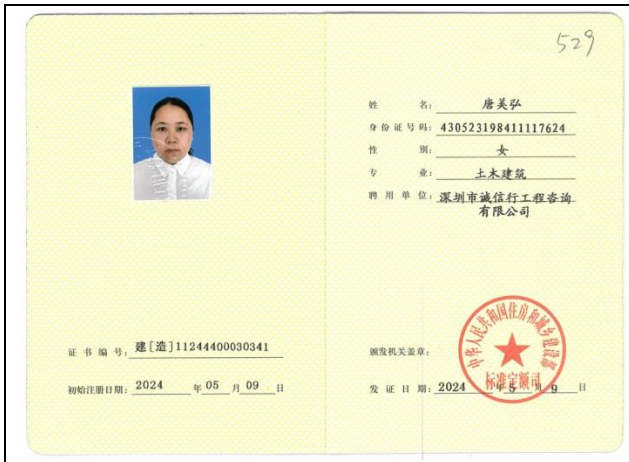 529
姓 名: 唐美弘
身份证号码: 430523198411117624
性 别: 女
专 业: 土木建筑
聘用单位: 深圳市诚信行工程咨询
有限公司
证书编号: 建[造]11244400030341
初始注册日期: 2024 年 05 月 09 日
颁发机关盖章:
中华人民共和国住房和城乡建设部
标准定额司
发证日期: 2024 年 5 月 9 日